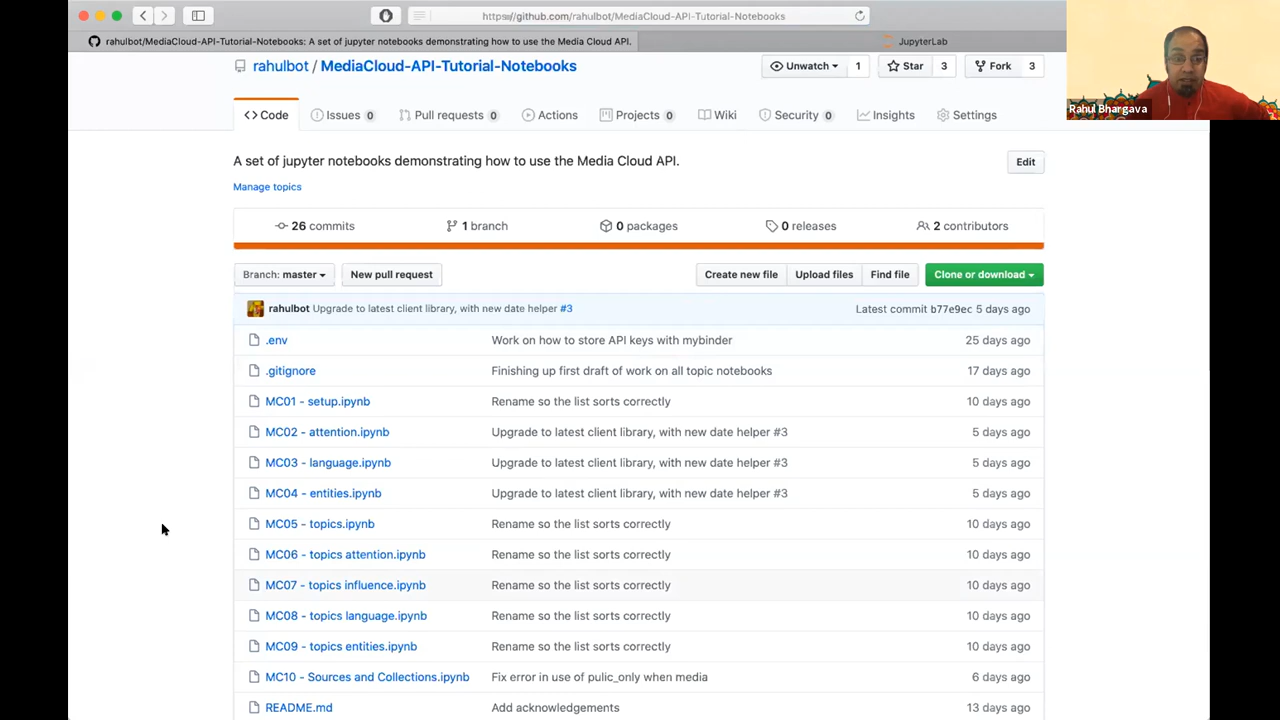 https://github.com/rahulbot/MediaCloud-API-Tutorial-Notebooks
rahulbot/MediaCloud-API-Tutorial-Notebooks: A set of jupyter notebooks demonstrating how to use the Media Cloud API.
JupyterLab
rahulbot / MediaCloud-API-Tutorial-Notebooks
Unwatch 1 Star 3 Fork 3
Rahul Bhargava
Code Issues 0 Pull requests 0 Actions Projects 0 Wiki Security 0 Insights Settings
A set of jupyter notebooks demonstrating how to use the Media Cloud API.
Edit
Manage topics
26 commits 1 branch 0 packages 0 releases 2 contributors
Branch: master New pull request Create new file Upload files Find file Clone or download
rahulbot Upgrade to latest client library, with new date helper #3 Latest commit b77e9ec 5 days ago
.env Work on how to store API keys with mybinder 25 days ago
.gitignore Finishing up first draft of work on all topic notebooks 17 days ago
MC01 - setup.ipynb Rename so the list sorts correctly 10 days ago
MC02 - attention.ipynb Upgrade to latest client library, with new date helper #3 5 days ago
MC03 - language.ipynb Upgrade to latest client library, with new date helper #3 5 days ago
MC04 - entities.ipynb Upgrade to latest client library, with new date helper #3 5 days ago
MC05 - topics.ipynb Rename so the list sorts correctly 10 days ago
MC06 - topics attention.ipynb Rename so the list sorts correctly 10 days ago
MC07 - topics influence.ipynb Rename so the list sorts correctly 10 days ago
MC08 - topics language.ipynb Rename so the list sorts correctly 10 days ago
MC09 - topics entities.ipynb Rename so the list sorts correctly 10 days ago
MC10 - Sources and Collections.ipynb Fix error in use of pulic_only when media 6 days ago
README.md Add acknowledgements 13 days ago